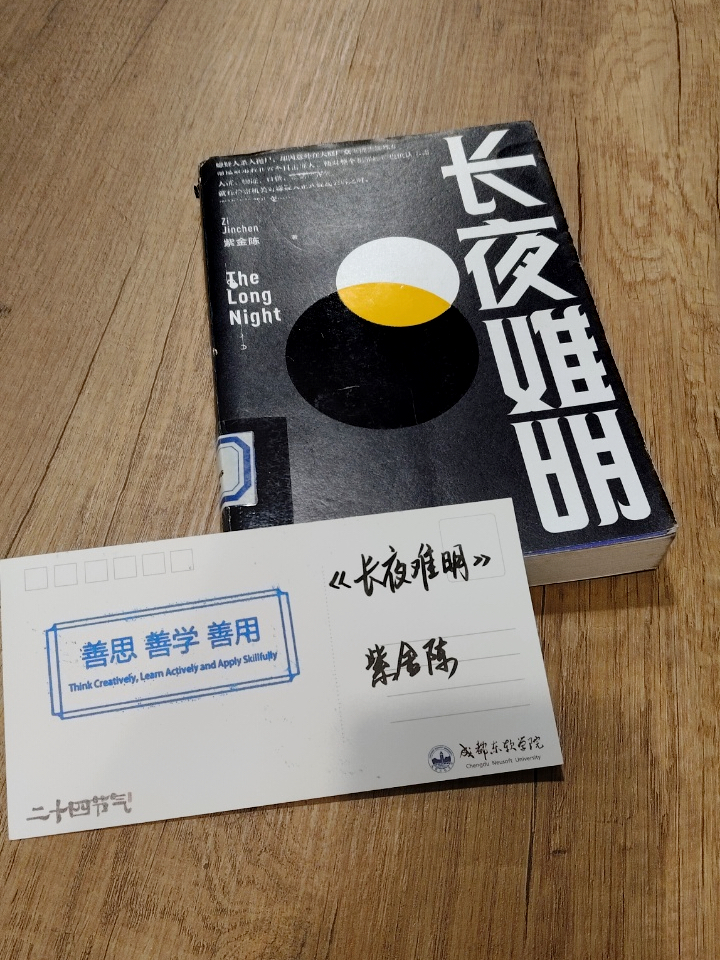 长夜难明
Zi
Jinchen
紫金陈
著
The
Long
Night
《长夜难明》
紫金陈
善思 善学 善用
Think Creatively, Learn Actively and Apply Skillfully
成都东软学院
Chengdu Neusoft University
二十四节气